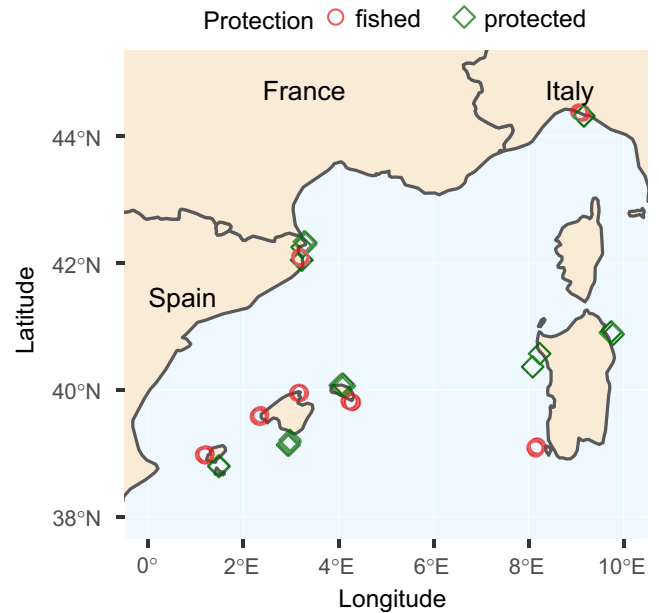 Protection fished protected
France
Italy
Spain
44°N
42°N
40°N
38°N
Latitude
0° 2°E 4°E 6°E 8°E 10°E
Longitude